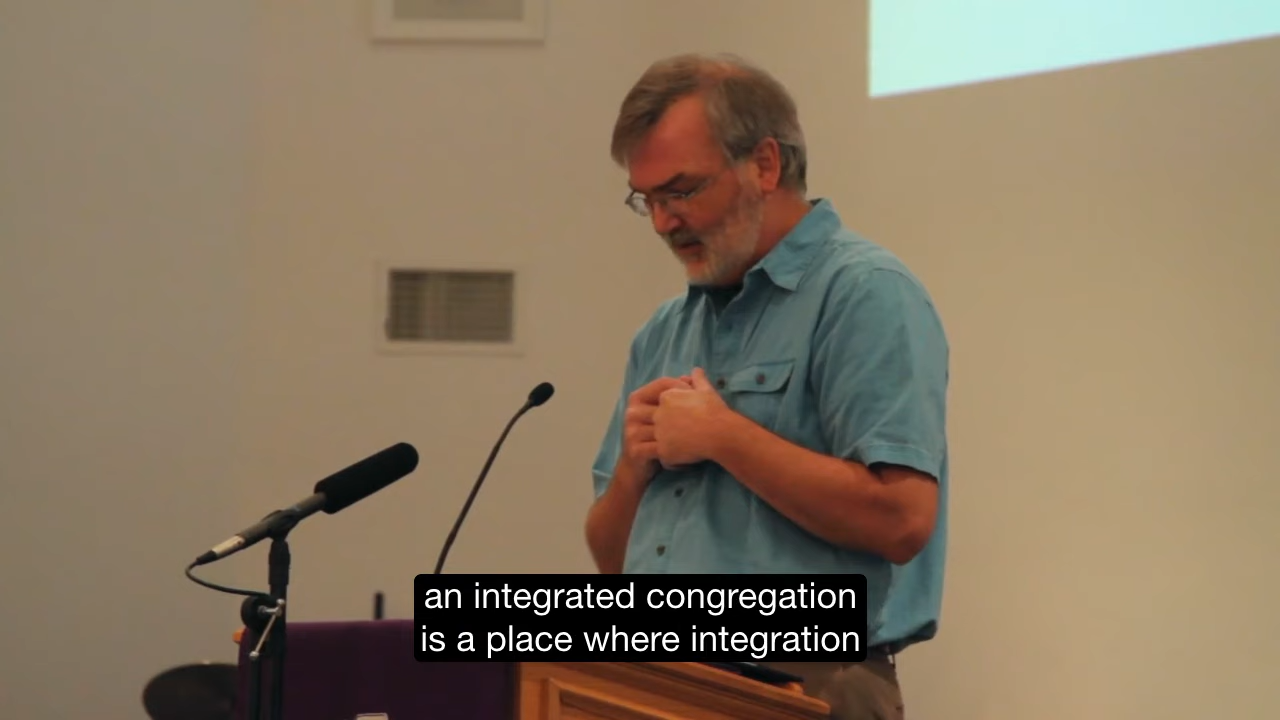 an integrated congregation
is a place where integration